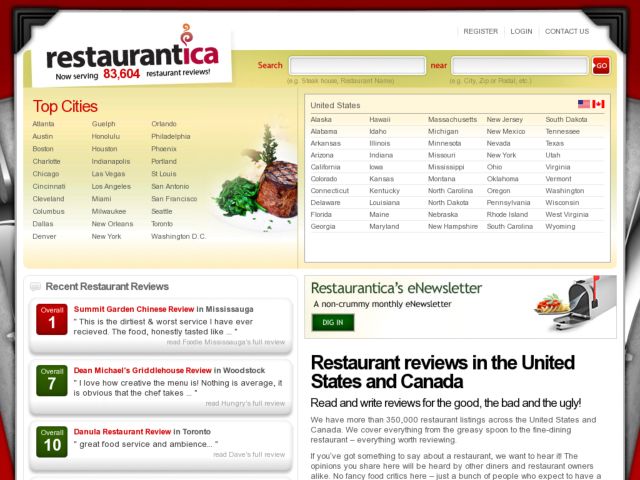 REGISTER
LOGIN
CONTACT US
restaurantica
Now serving 83,604 restaurant reviews!
Search
near
GO
(e.g. Steak house, Restaurant Name)
(e.g. City, Zip or Postal, etc.)
Top Cities
Atlanta Guelph Orlando
Austin Honolulu Philadelphia
Boston Houston Phoenix
Charlotte Indianapolis Portland
Chicago Las Vegas St Louis
Cincinnati Los Angeles San Antonio
Cleveland Miami San Francisco
Columbus Milwaukee Seattle
Dallas New Orleans Toronto
Denver New York Washington D.C.
United States
Alaska Hawaii Massachusetts New Jersey South Dakota
Alabama Idaho Michigan New Mexico Tennessee
Arkansas Illinois Minnesota Nevada Texas
Arizona Indiana Missouri New York Utah
California Iowa Mississippi Ohio Virginia
Colorado Kansas Montana Oklahoma Vermont
Connecticut Kentucky North Carolina Oregon Washington
Delaware Louisiana North Dakota Pennsylvania Wisconsin
Florida Maine Nebraska Rhode Island West Virginia
Georgia Maryland New Hampshire South Carolina Wyoming
Recent Restaurant Reviews
Overall
1
Summit Garden Chinese Review in Mississauga
" This is the dirtiest & worst service I have ever
recieved. The food, honestly tasted like ... "
read Foodie Mississauga's full review
Overall
7
Dean Michael's Griddlehouse Review in Woodstock
" I love how creative the menu is! Nothing is average, it
is obvious that the chef takes ... "
read Hungry's full review
Overall
10
Danula Restaurant Review in Toronto
" great food service and ambience... "
read Dave's full review
Restaurantica's eNewsletter
A non-crummy monthly eNewsletter
DIG IN
Restaurant reviews in the United
States and Canada
Read and write reviews for the good, the bad and the ugly!
We have more than 350,000 restaurant listings across the United States and
Canada. We cover everything from the greasy spoon to the fine-dining
restaurant – everything worth reviewing.
If you've got something to say about a restaurant, we want to hear it! The
opinions you share here will be heard by other diners and restaurant owners
alike. No fancy food critics here – just a bunch of people who expect to have a